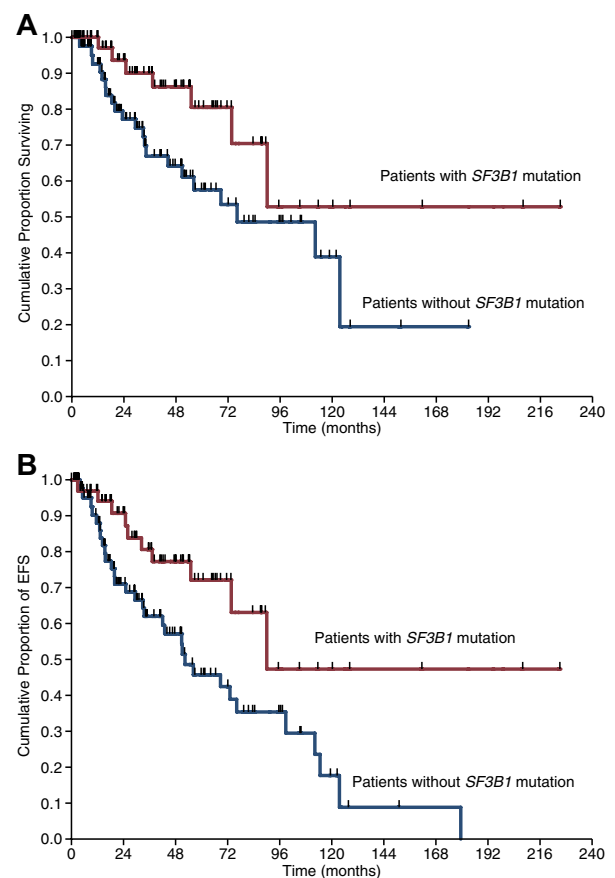 A
1.0
0.9
0.8
0.7
0.6
0.5
0.4
0.3
0.2
0.1
0.0
Cumulative Proportion Surviving
Patients with SF3B1 mutation
Patients without SF3B1 mutation
0 24 48 72 96 120 144 168 192 216 240
Time (months)
B
1.0
0.9
0.8
0.7
0.6
0.5
0.4
0.3
0.2
0.1
0.0
Cumulative Proportion of EFS
Patients with SF3B1 mutation
Patients without SF3B1 mutation
0 24 48 72 96 120 144 168 192 216 240
Time (months)